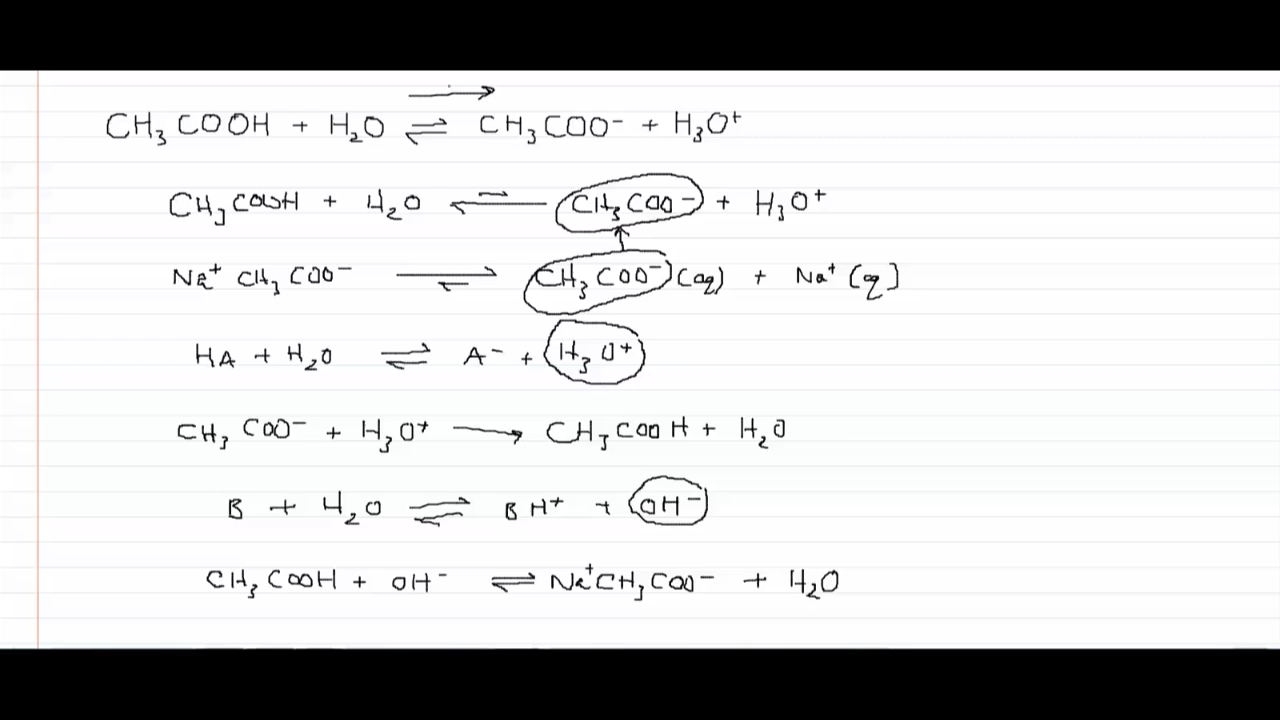 CH₃COOH + H₂O ⇌ CH₃COO⁻ + H₃O⁺
CH₃COOH + H₂O ⇌ CH₃COO⁻ + H₃O⁺
Na⁺ CH₃COO⁻ ⇌ CH₃COO⁻(aq) + Na⁺ (q)
HA + H₂O ⇌ A⁻ + H₃O⁺
CH₃COO⁻ + H₃O⁺ → CH₃COOH + H₂O
B + H₂O ⇌ BH⁺ + OH⁻
CH₃COOH + OH⁻ ⇌ Na⁺CH₃COO⁻ + H₂O